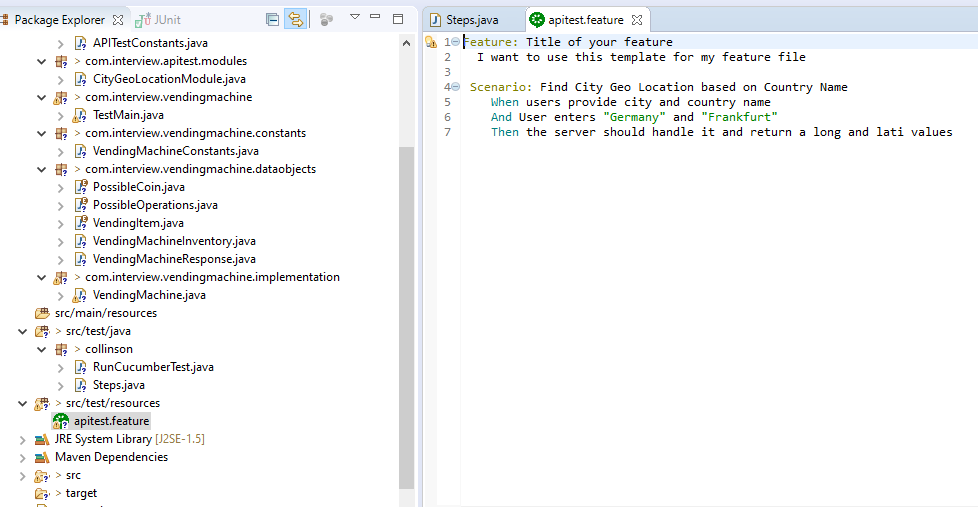 Package Explorer
JUnit
APITestConstants.java
> com.interview.apitest.modules
CityGeoLocationModule.java
> com.interview.vendingmachine
TestMain.java
> com.interview.vendingmachine.constants
VendingMachineConstants.java
> com.interview.vendingmachine.dataobjects
PossibleCoin.java
PossibleOperations.java
VendingItem.java
VendingMachineInventory.java
VendingMachineResponse.java
> com.interview.vendingmachine.implementation
VendingMachine.java
src/main/resources
> src/test/java
> collinson
RunCucumberTest.java
Steps.java
> src/test/resources
apitest.feature
JRE System Library [J2SE-1.5]
Maven Dependencies
> src
> target
Steps.java
apitest.feature
1 Feature: Title of your feature
2 I want to use this template for my feature file
3
4 Scenario: Find City Geo Location based on Country Name
5 When users provide city and country name
6 And User enters "Germany" and "Frankfurt"
7 Then the server should handle it and return a long and lati values